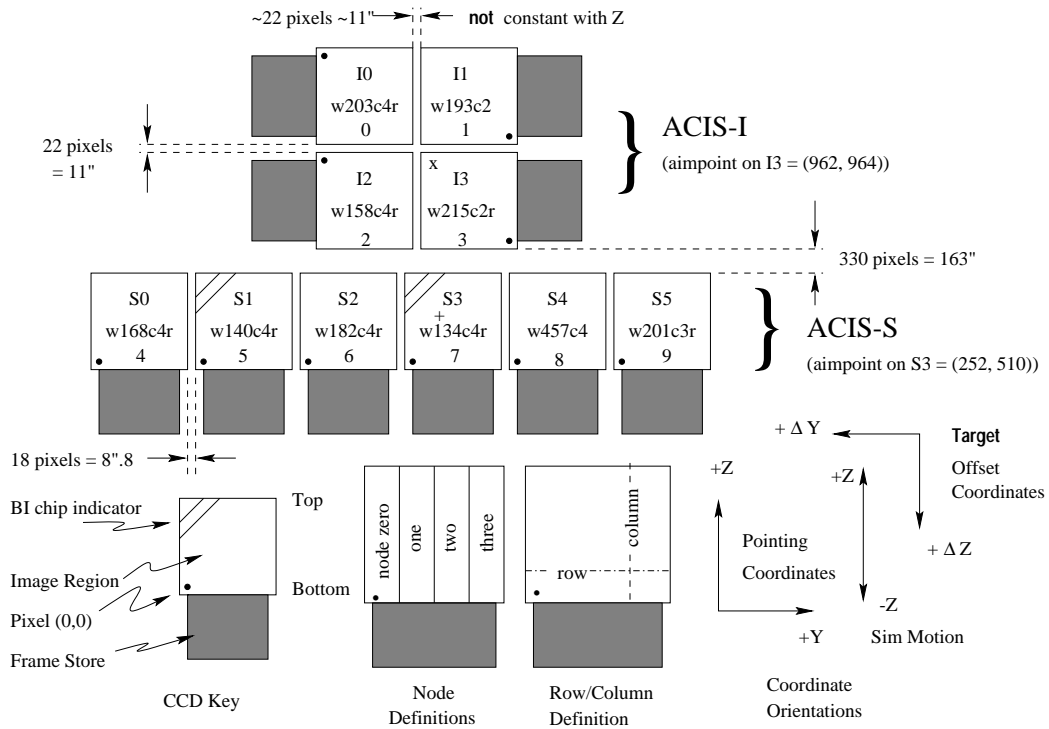 ~22 pixels ~11"
not constant with Z
I0
w203c4r
0
I1
w193c2
1
22 pixels
= 11"
I2
w158c4r
2
x
I3
w215c2r
3
ACIS-I
(aimpoint on I3 = (962, 964))
330 pixels = 163"
S0
w168c4r
4
S1
w140c4r
5
S2
w182c4r
6
S3
+
w134c4r
7
S4
w457c4
8
S5
w201c3r
9
ACIS-S
(aimpoint on S3 = (252, 510))
18 pixels = 8".8
BI chip indicator
Image Region
Pixel (0,0)
Frame Store
Top
Bottom
CCD Key
node zero
one
two
three
Node
Definitions
row
column
Row/Column
Definition
+ Δ Y
Target
Offset
Coordinates
+ Δ Z
+Z
Pointing
Coordinates
+Y
+Z
-Z
Sim Motion
Coordinate
Orientations